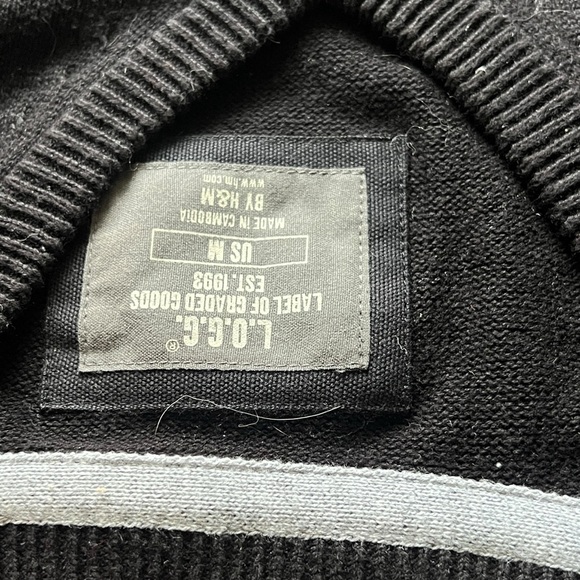 L.O.G.G.®
LABEL OF GRADED GOODS
EST.1993
US M
MADE IN CAMBODIA
BY H&M
www.hm.com